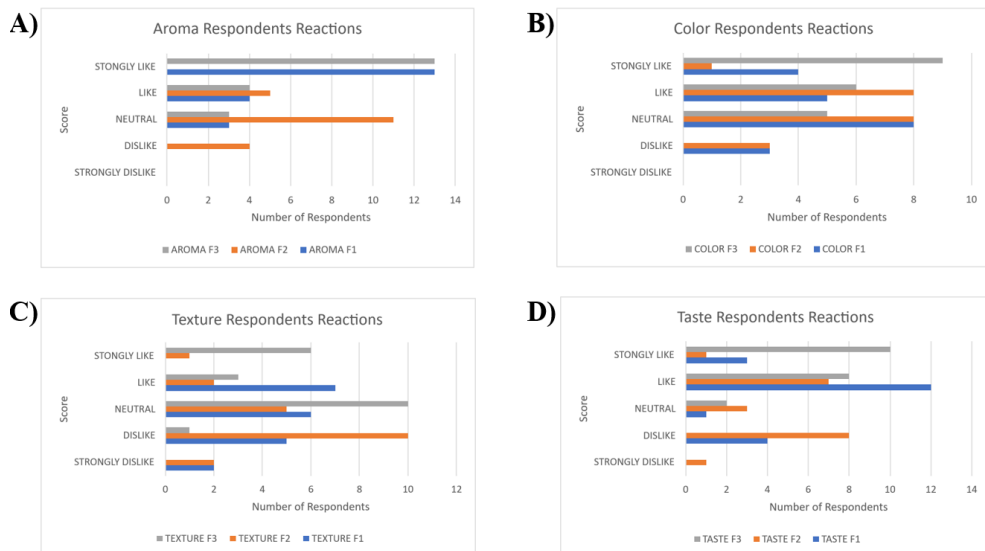 A)
Aroma Respondents Reactions
STONGLY LIKE
LIKE
NEUTRAL
DISLIKE
STRONGLY DISLIKE
Score
0 2 4 6 8 10 12 14
Number of Respondents
AROMA F3 AROMA F2 AROMA F1
B)
Color Respondents Reactions
STONGLY LIKE
LIKE
NEUTRAL
DISLIKE
STRONGLY DISLIKE
Score
0 2 4 6 8 10
Number of Respondents
COLOR F3 COLOR F2 COLOR F1
C)
Texture Respondents Reactions
STONGLY LIKE
LIKE
NEUTRAL
DISLIKE
STRONGLY DISLIKE
Score
0 2 4 6 8 10 12
Number of Respondents
TEXTURE F3 TEXTURE F2 TEXTURE F1
D)
Taste Respondents Reactions
STONGLY LIKE
LIKE
NEUTRAL
DISLIKE
STRONGLY DISLIKE
Score
0 2 4 6 8 10 12 14
Number of Respondents
TASTE F3 TASTE F2 TASTE F1